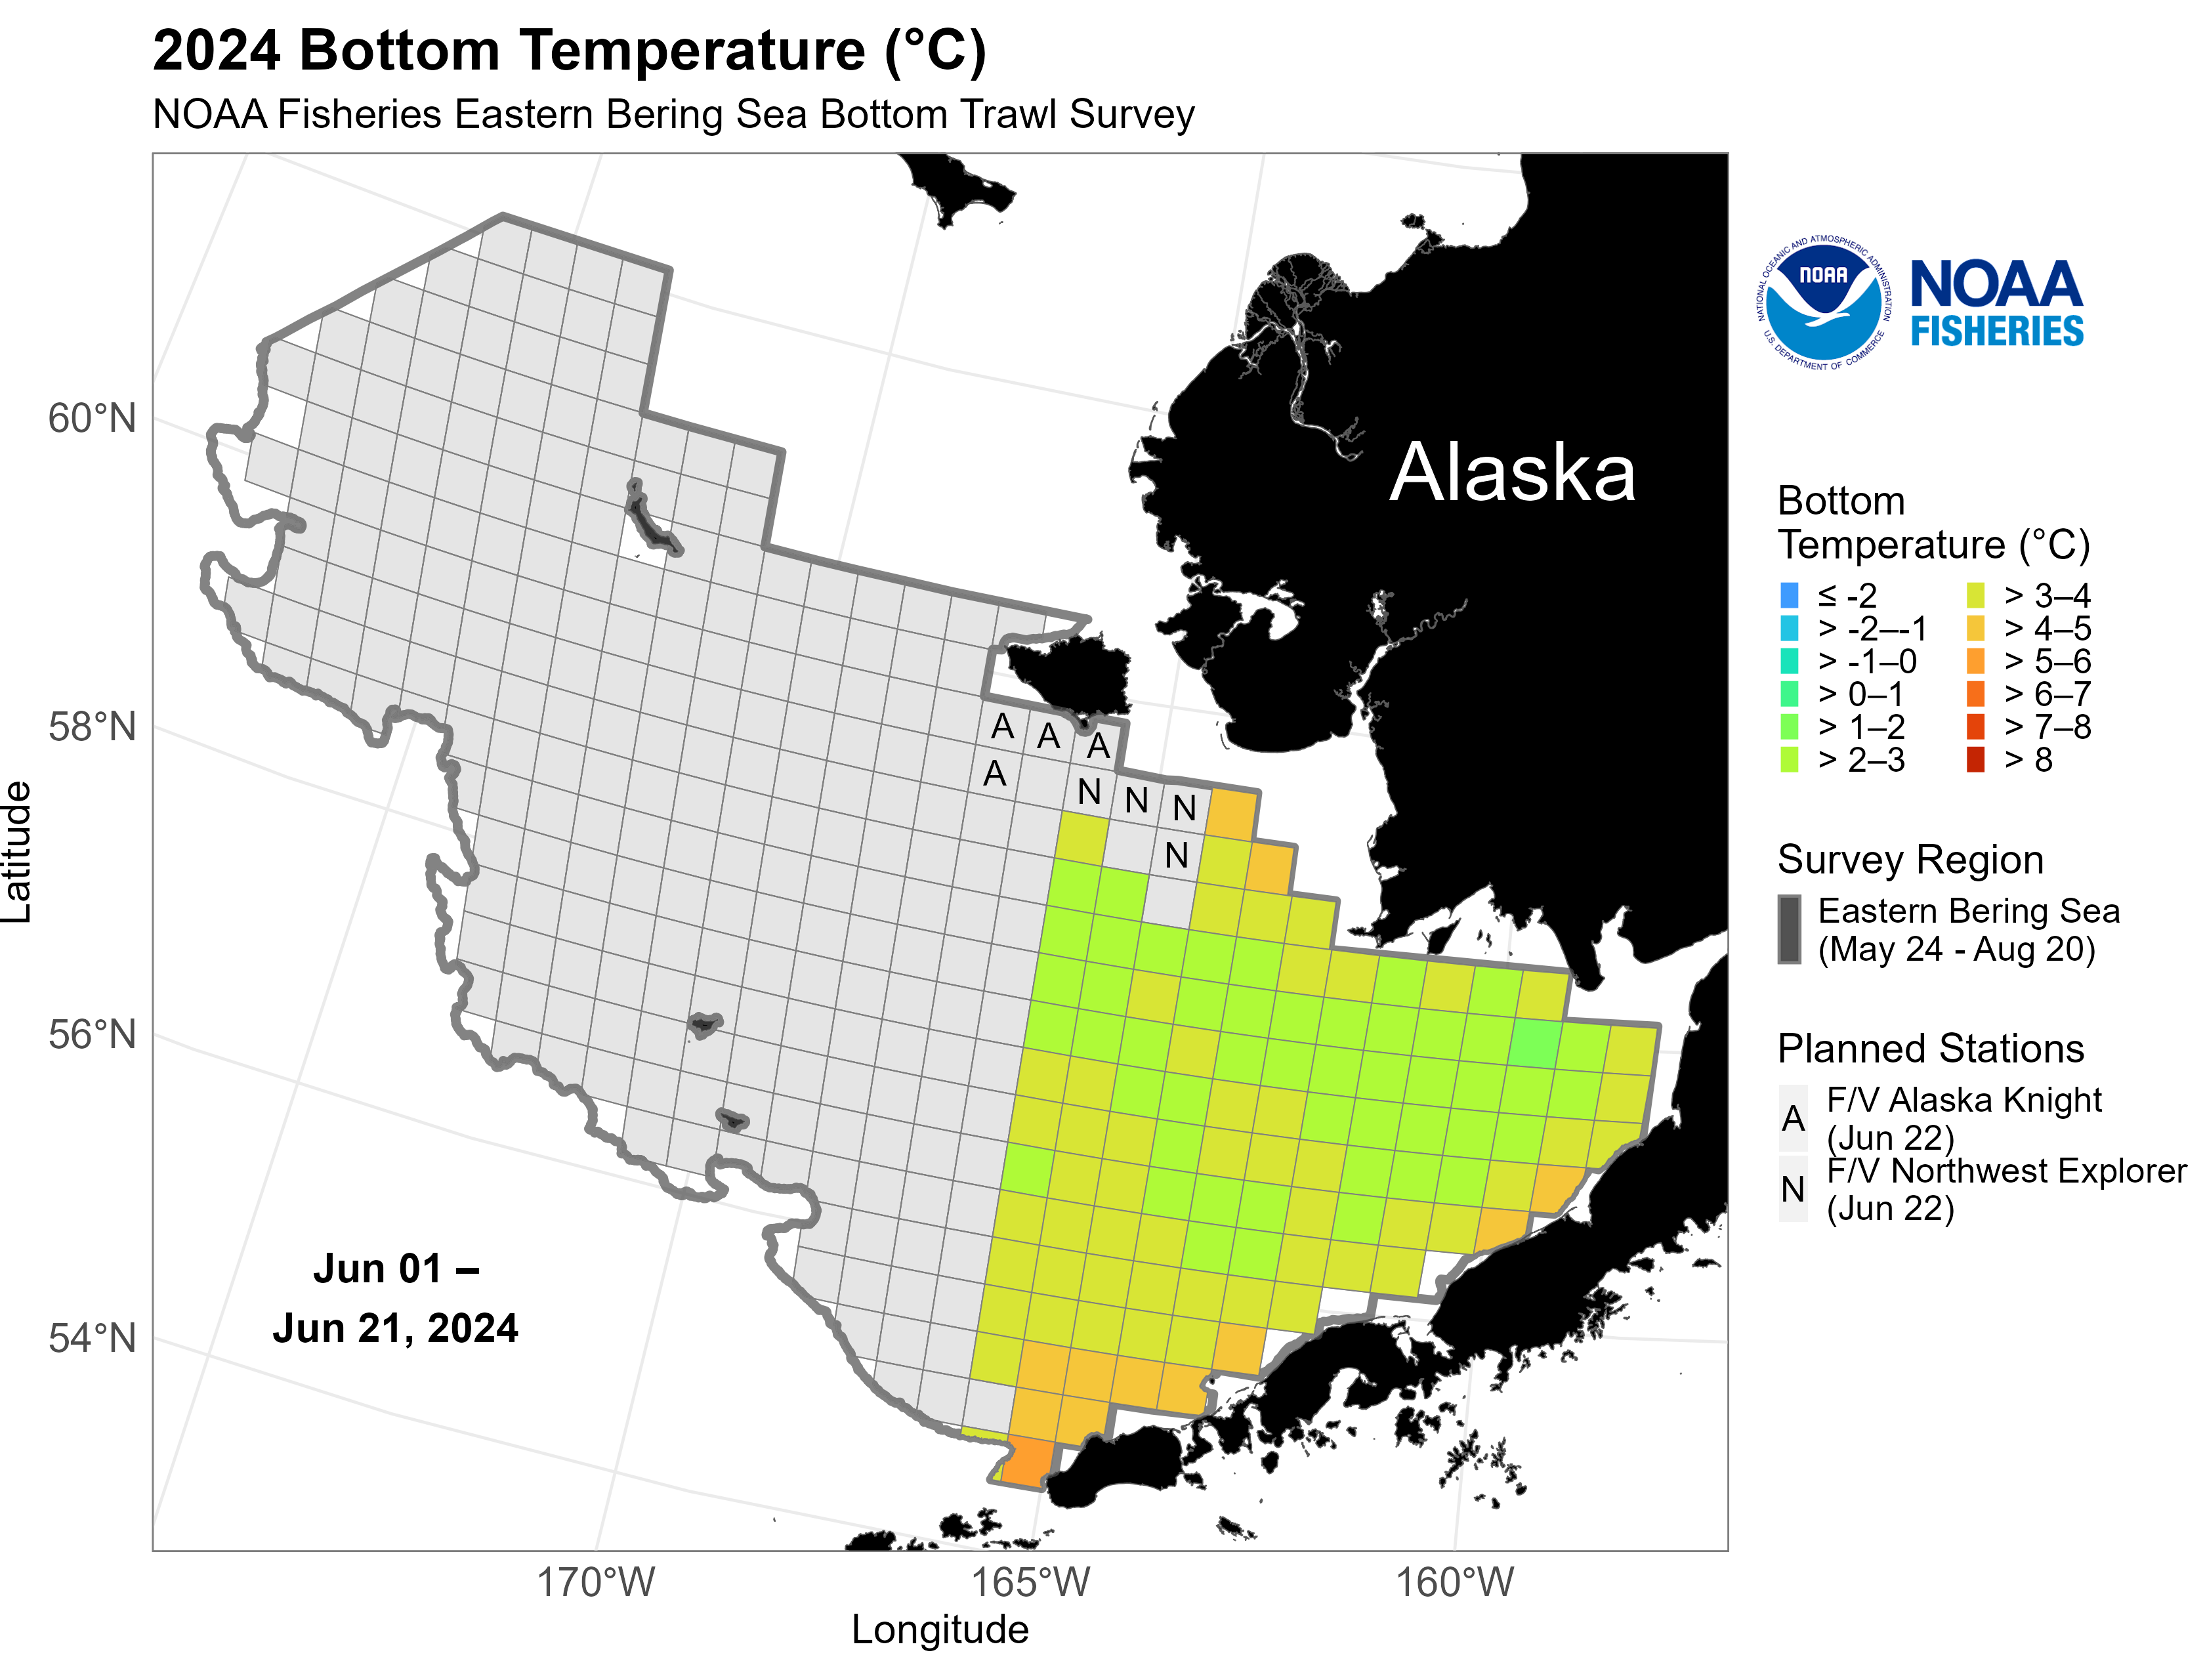 2024 Bottom Temperature (°C)
NOAA Fisheries Eastern Bering Sea Bottom Trawl Survey
NATIONAL OCEANIC AND ATMOSPHERIC ADMINISTRATION
NOAA
U.S. DEPARTMENT OF COMMERCE
NOAA
FISHERIES
Alaska
60°N
58°N
56°N
54°N
Latitude
A A A
A N N N
N
Jun 01 –
Jun 21, 2024
170°W 165°W 160°W
Longitude
Bottom
Temperature (°C)
≤ -2
> -2–-1
> -1–0
> 0–1
> 1–2
> 2–3
> 3–4
> 4–5
> 5–6
> 6–7
> 7–8
> 8
Survey Region
Eastern Bering Sea
(May 24 - Aug 20)
Planned Stations
A F/V Alaska Knight
(Jun 22)
N F/V Northwest Explorer
(Jun 22)